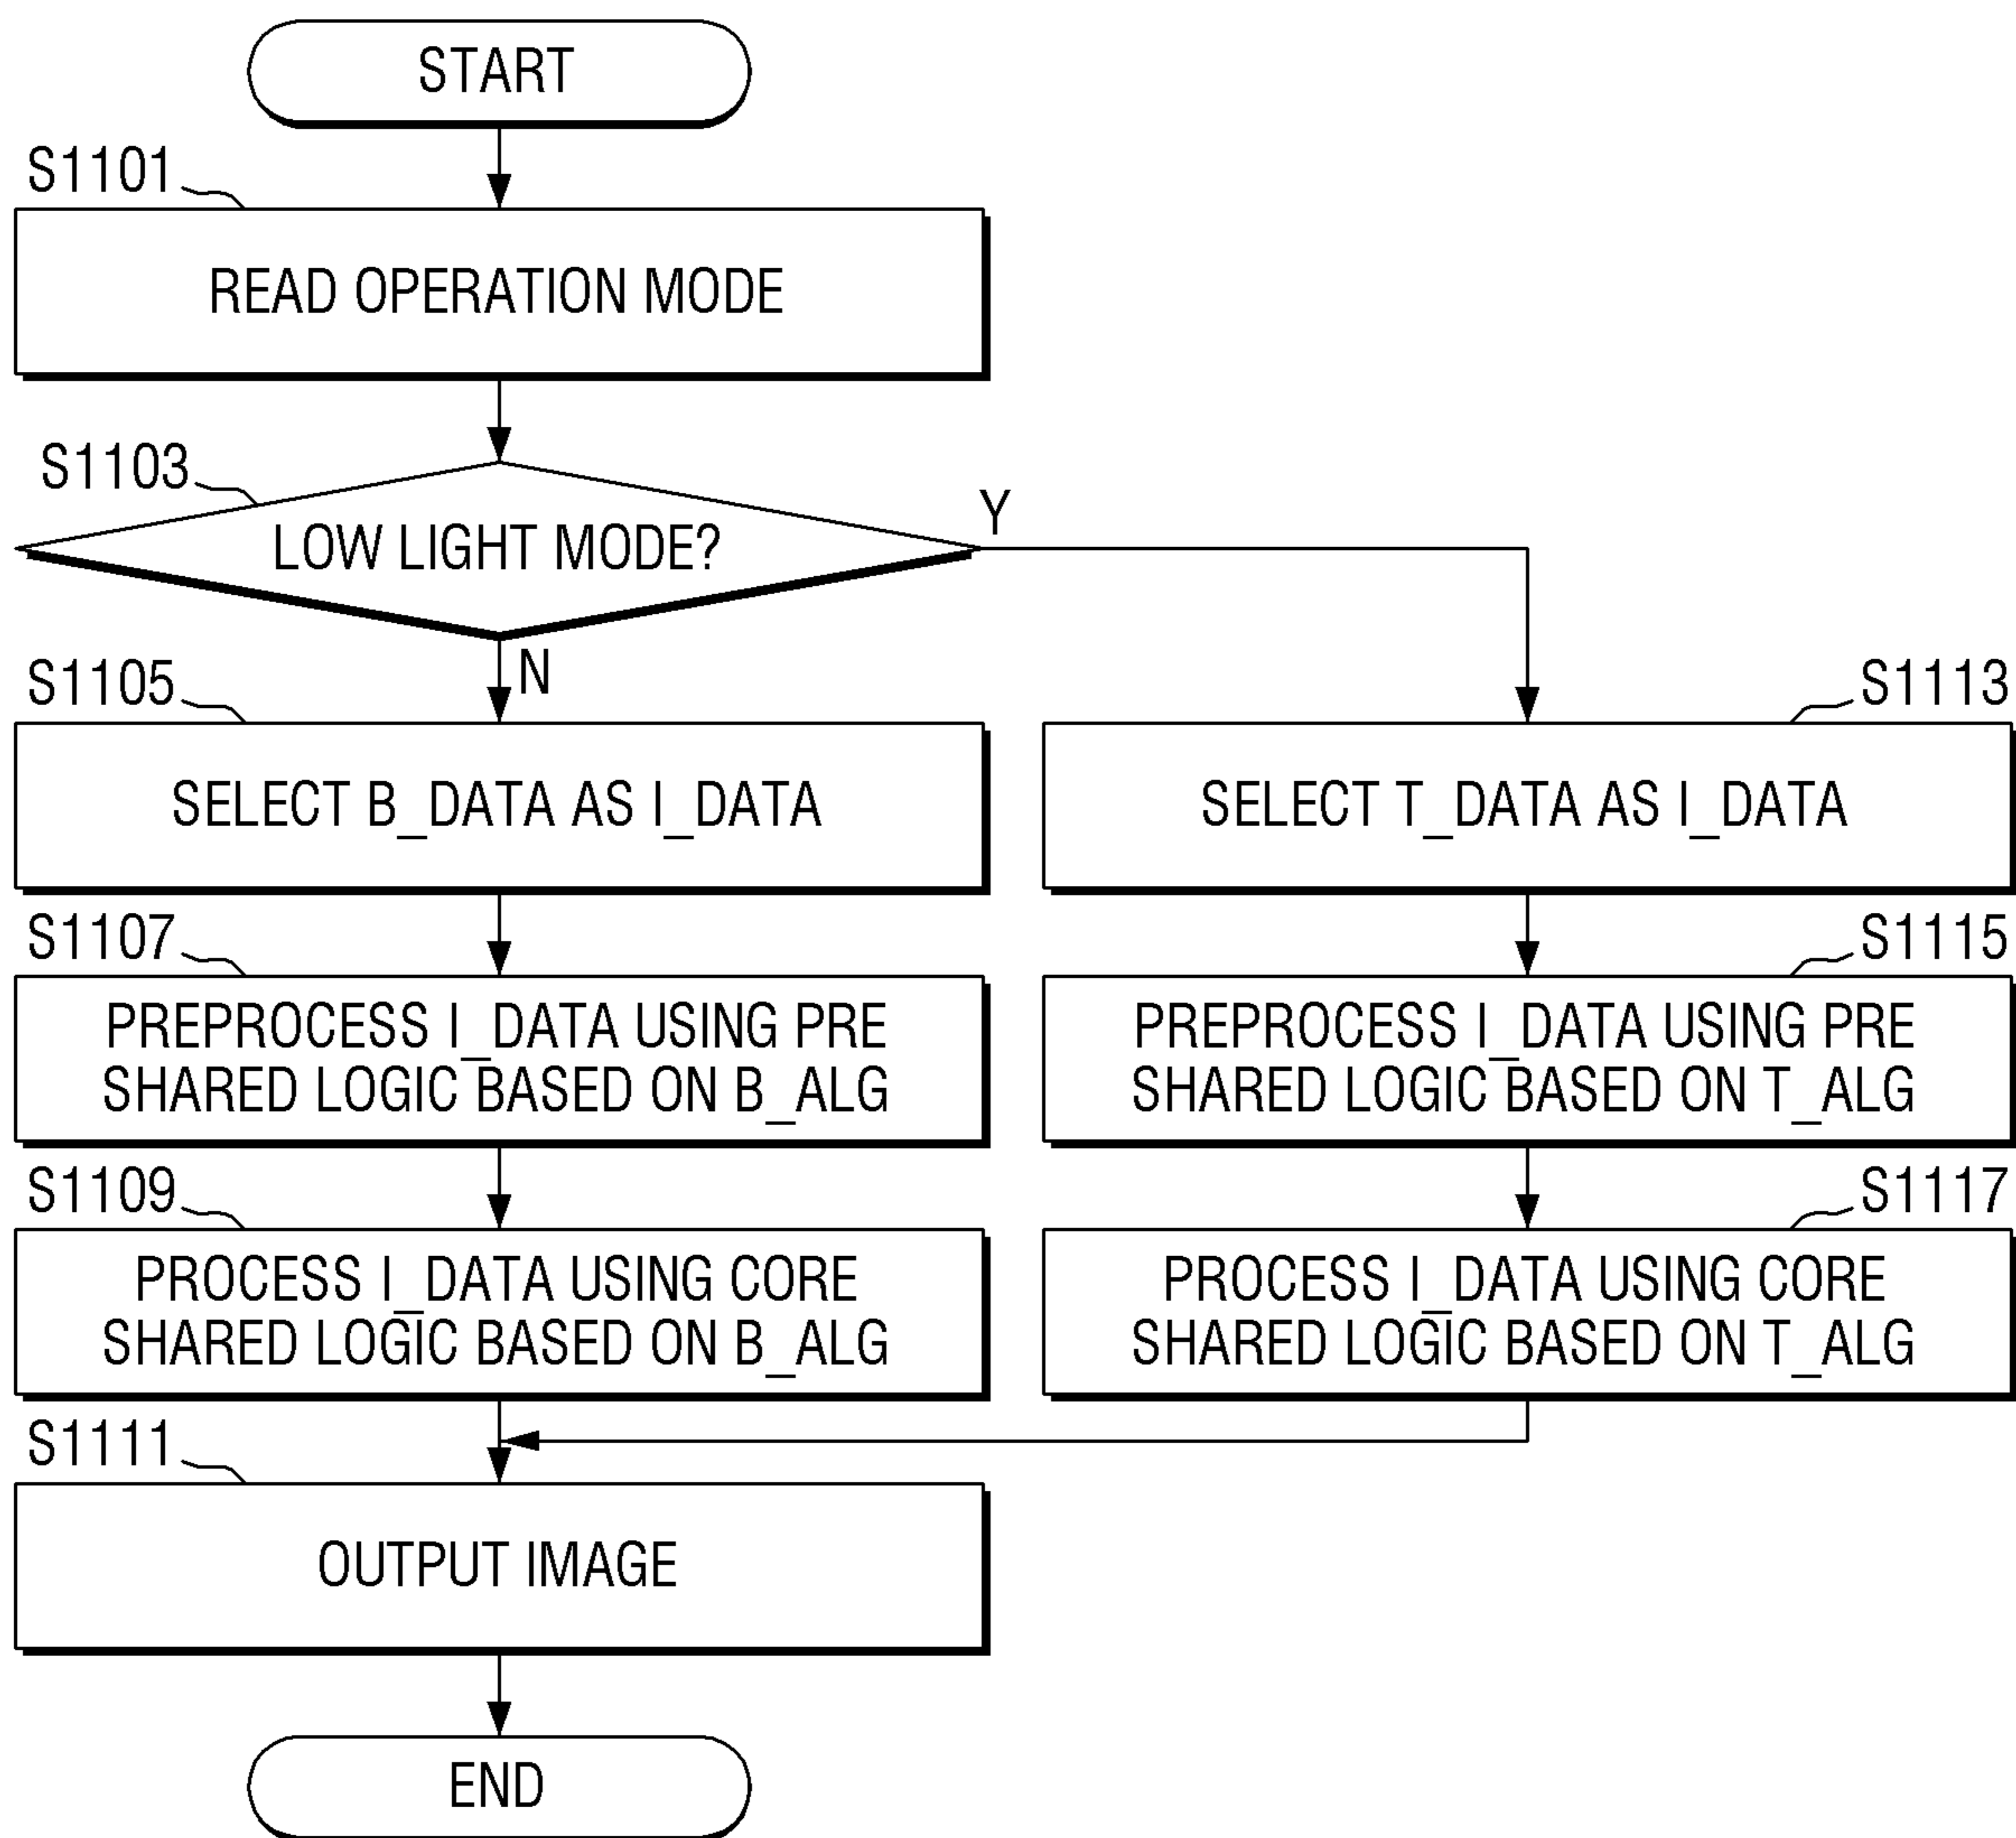 START
S1101
READ OPERATION MODE
S1103
LOW LIGHT MODE?
Y
N
S1105
SELECT B_DATA AS I_DATA
S1107
PREPROCESS I_DATA USING PRE
SHARED LOGIC BASED ON B_ALG
S1109
PROCESS I_DATA USING CORE
SHARED LOGIC BASED ON B_ALG
S1113
SELECT T_DATA AS I_DATA
S1115
PREPROCESS I_DATA USING PRE
SHARED LOGIC BASED ON T_ALG
S1117
PROCESS I_DATA USING CORE
SHARED LOGIC BASED ON T_ALG
S1111
OUTPUT IMAGE
END